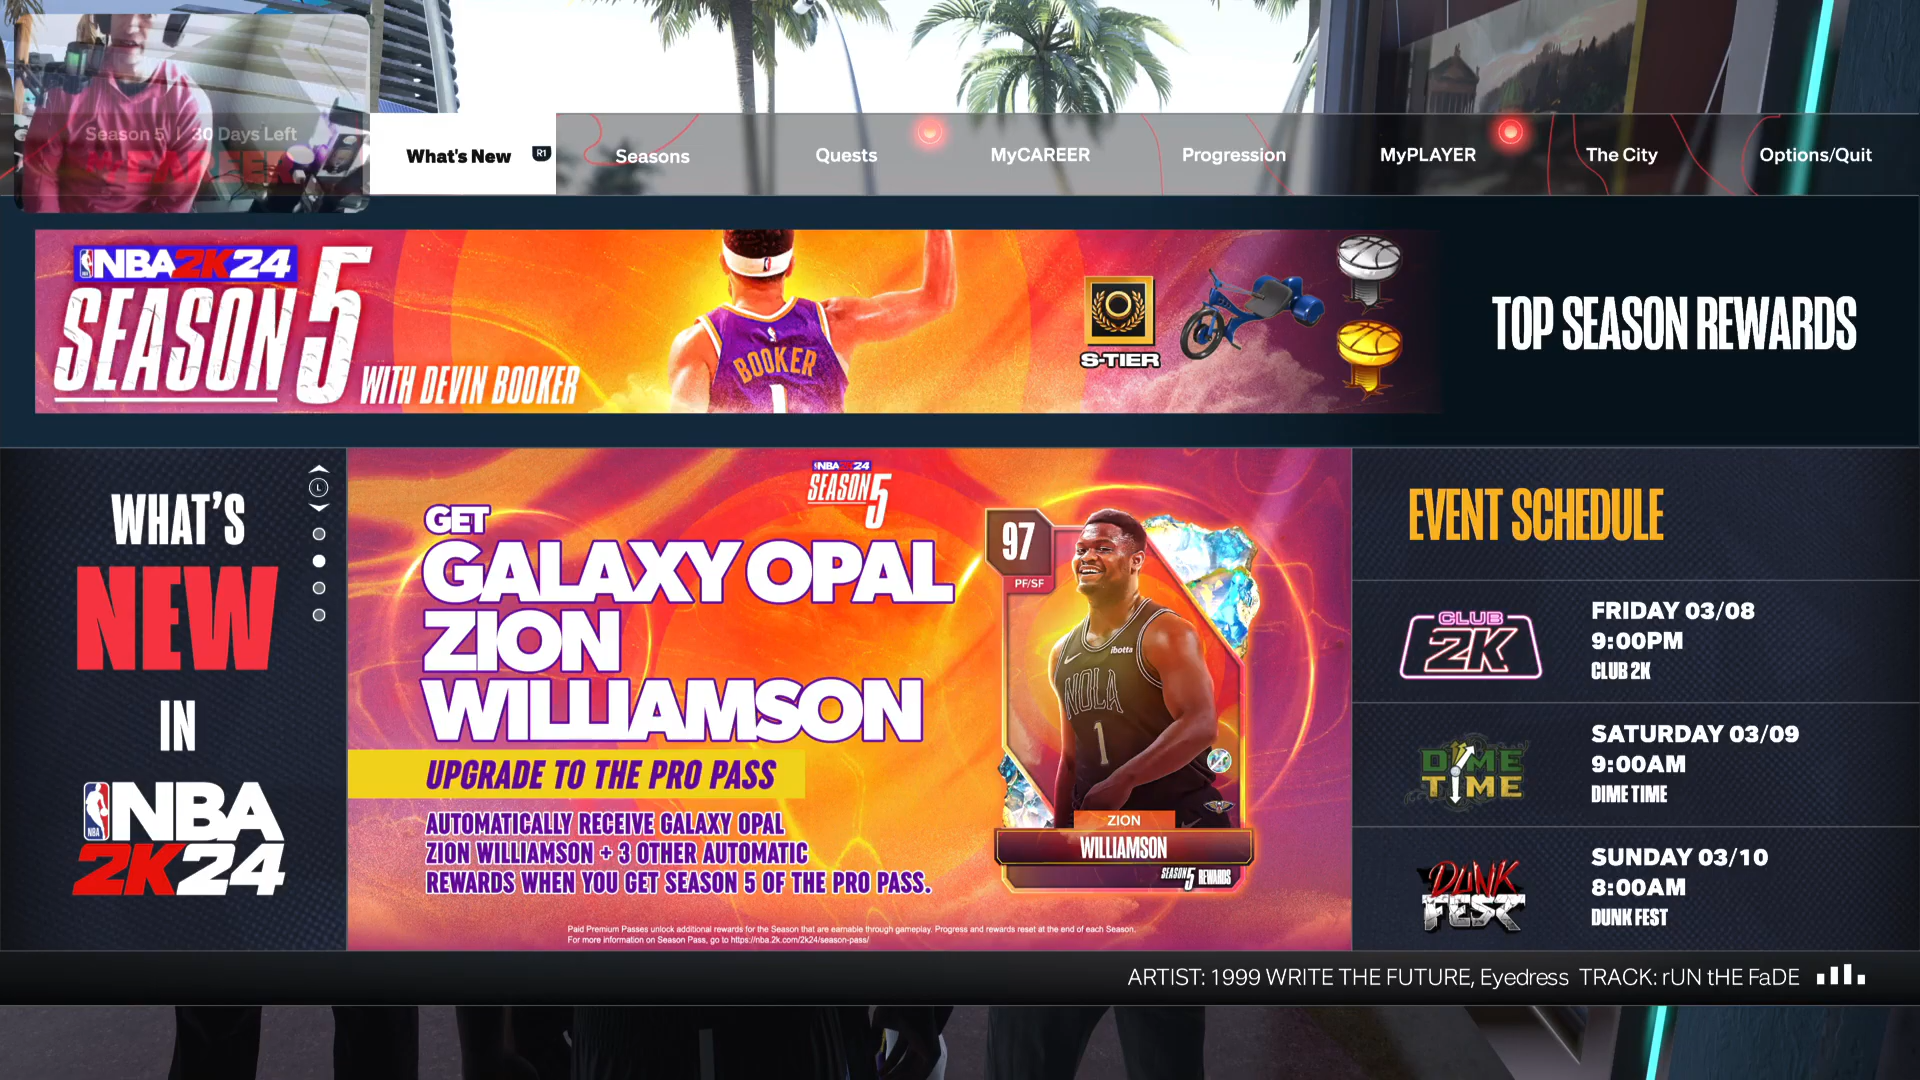 Season 5 | 30 Days Left
MyCAREER
What's New R1
Seasons
Quests
MyCAREER
Progression
MyPLAYER
The City
Options/Quit
NBA2K24
SEASON 5 WITH DEVIN BOOKER
BOOKER
1
S-TIER
TOP SEASON REWARDS
WHAT'S
NEW
IN
NBA
2K24
L
NBA 2K24
SEASON 5
GET
GALAXY OPAL
ZION
WILLIAMSON
UPGRADE TO THE PRO PASS
AUTOMATICALLY RECEIVE GALAXY OPAL
ZION WILLIAMSON + 3 OTHER AUTOMATIC
REWARDS WHEN YOU GET SEASON 5 OF THE PRO PASS.
97
PF/SF
ibotta
NOLA
1
ZION
WILLIAMSON
SEASON 5 REWARDS
Paid Premium Passes unlock additional rewards for the Season that are earnable through gameplay. Progress and rewards reset at the end of each Season.
For more information on Season Pass, go to https://nba.2k.com/2k24/season-pass/
EVENT SCHEDULE
CLUB
2K
FRIDAY 03/08
9:00PM
CLUB 2K
DIME
TIME
SATURDAY 03/09
9:00AM
DIME TIME
DUNK
FEST
SUNDAY 03/10
8:00AM
DUNK FEST
ARTIST: 1999 WRITE THE FUTURE, Eyedress TRACK: rUN tHE FaDE